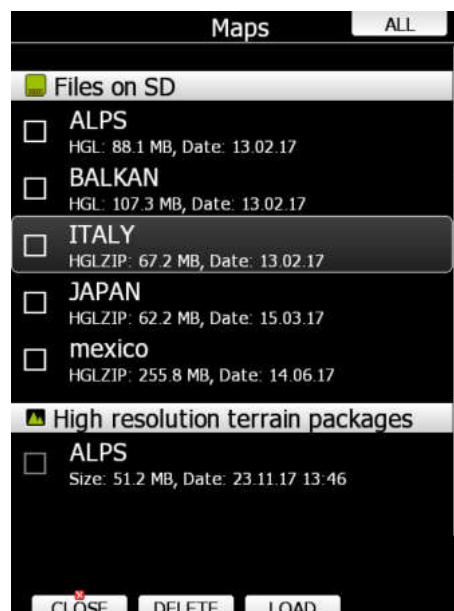 Maps
ALL
Files on SD
ALPS
HGL: 88.1 MB, Date: 13.02.17
BALKAN
HGL: 107.3 MB, Date: 13.02.17
ITALY
HGLZIP: 67.2 MB, Date: 13.02.17
JAPAN
HGLZIP: 62.2 MB, Date: 15.03.17
mexico
HGLZIP: 255.8 MB, Date: 14.06.17
High resolution terrain packages
ALPS
Size: 51.2 MB, Date: 23.11.17 13:46
CLOSE DELETE LOAD